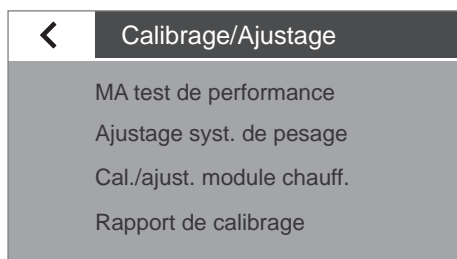 Calibrage/Ajustage
MA test de performance
Ajustage syst. de pesage
Cal./ajust. module chauff.
Rapport de calibrage